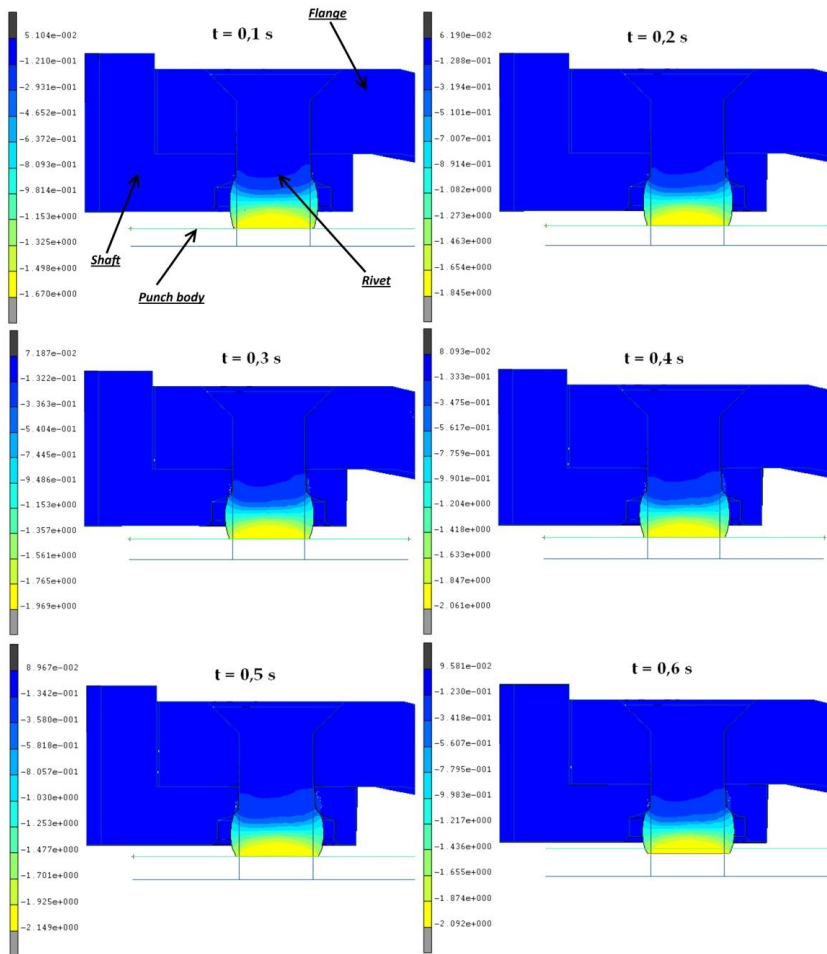 5.104e-002
-1.210e-001
-2.931e-001
-4.652e-001
-6.372e-001
-8.093e-001
-9.814e-001
-1.153e+000
-1.325e+000
-1.498e+000
-1.670e+000
t = 0,1 s
Flange
Shaft
Punch body
Rivet
6.190e-002
-1.288e-001
-3.194e-001
-5.101e-001
-7.007e-001
-8.914e-001
-1.082e+000
-1.273e+000
-1.463e+000
-1.654e+000
-1.845e+000
t = 0,2 s
7.187e-002
-1.322e-001
-3.363e-001
-5.404e-001
-7.445e-001
-9.486e-001
-1.153e+000
-1.357e+000
-1.561e+000
-1.765e+000
-1.969e+000
t = 0,3 s
8.093e-002
-1.333e-001
-3.475e-001
-5.617e-001
-7.759e-001
-9.901e-001
-1.204e+000
-1.418e+000
-1.633e+000
-1.847e+000
-2.061e+000
t = 0,4 s
8.967e-002
-1.342e-001
-3.580e-001
-5.818e-001
-8.057e-001
-1.030e+000
-1.253e+000
-1.477e+000
-1.701e+000
-1.925e+000
-2.149e+000
t = 0,5 s
9.581e-002
-1.230e-001
-3.418e-001
-5.607e-001
-7.795e-001
-9.983e-001
-1.217e+000
-1.436e+000
-1.655e+000
-1.874e+000
-2.092e+000
t = 0,6 s